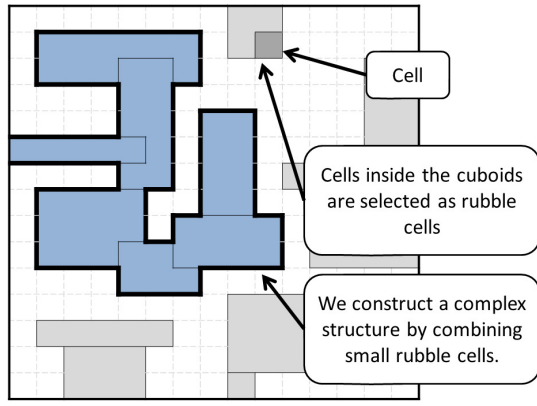 Cell
Cells inside the cuboids
are selected as rubble
cells
We construct a complex
structure by combining
small rubble cells.